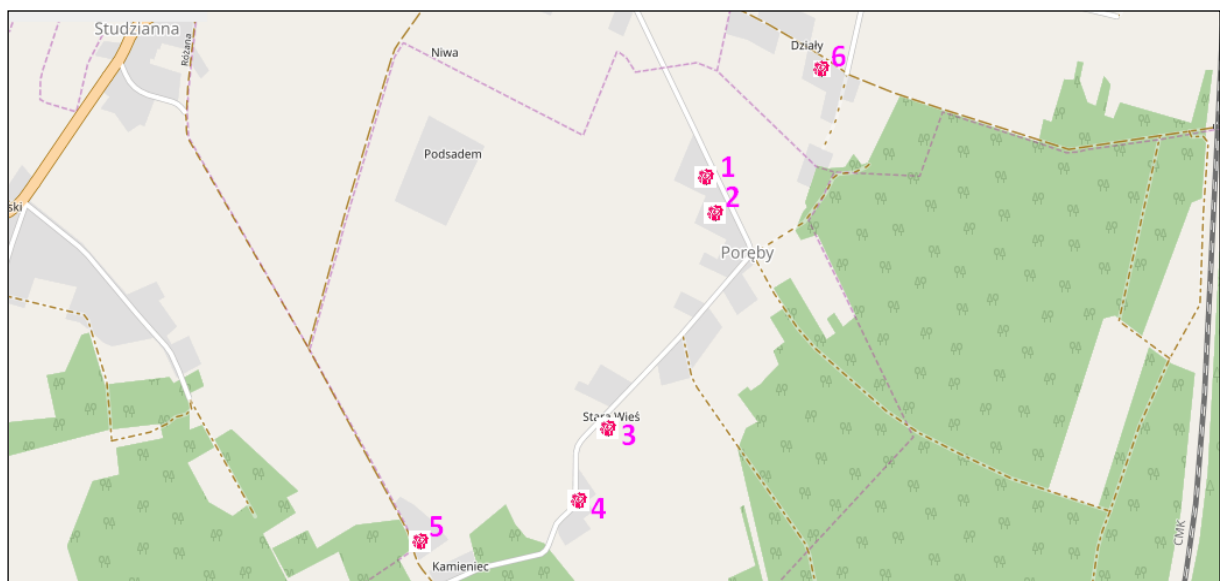 Studzianna
Różana
Niwa
Działy
6
Podsadem
1
2
ski
Poręby
Stara Wieś
3
4
5
Kamieniec
CMK